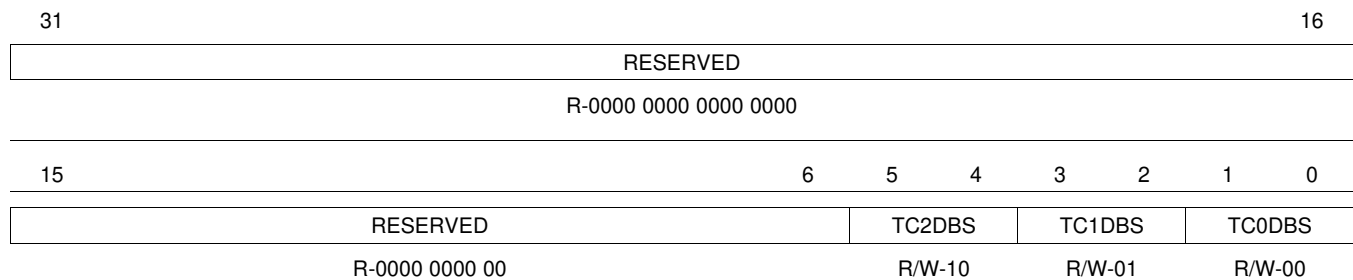 31 16
RESERVED
R-0000 0000 0000 0000
15 6 5 4 3 2 1 0
RESERVED TC2DBS TC1DBS TC0DBS
R-0000 0000 00 R/W-10 R/W-01 R/W-00